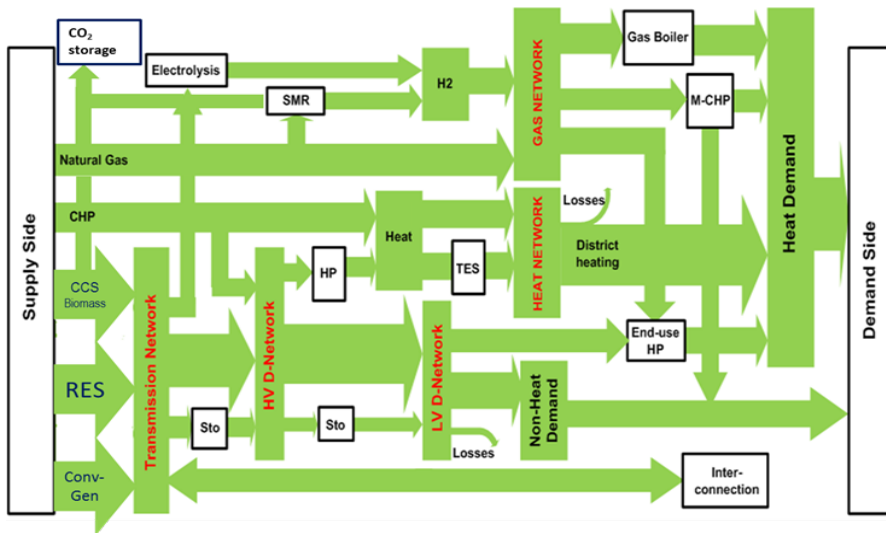 CO₂
storage
Electrolysis
SMR
H2
GAS NETWORK
Gas Boiler
M-CHP
Supply Side
Natural Gas
CHP
Heat
Losses
HEAT NETWORK
District
heating
Heat Demand
Demand Side
CCS
Biomass
HP
TES
Transmission Network
HV D-Network
LV D-Network
End-use
HP
RES
Sto
Sto
Non-Heat
Demand
Losses
Conv-
Gen
Inter-
connection